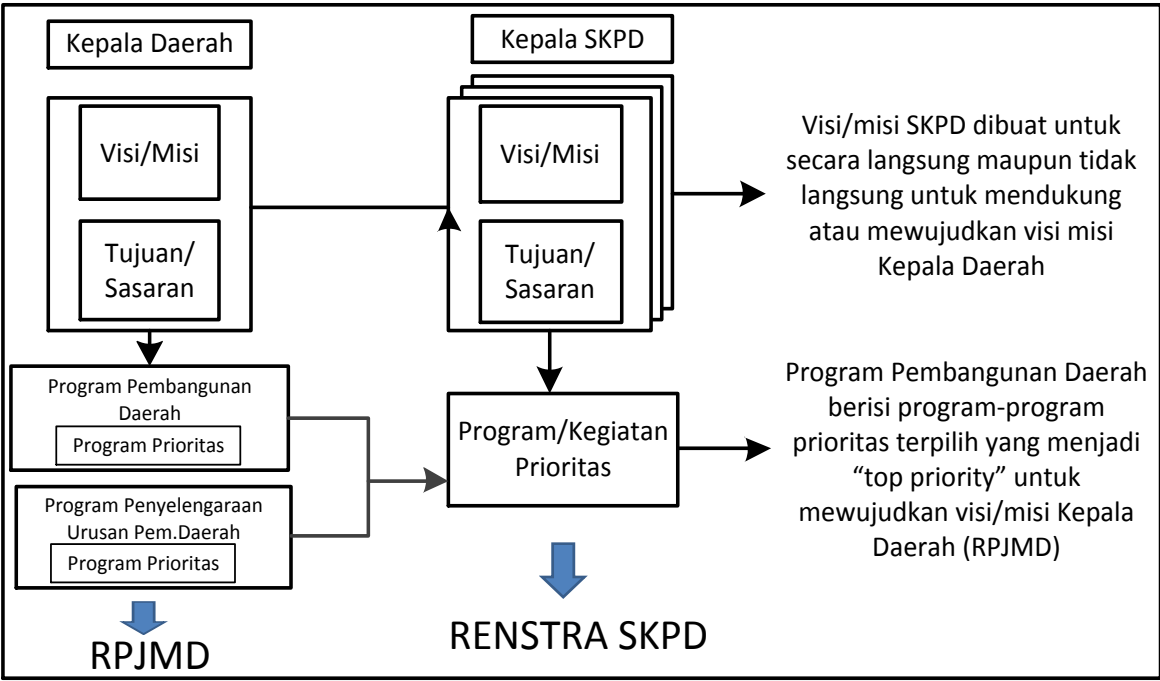 Kepala Daerah
Visi/Misi
Tujuan/
Sasaran
Program Pembangunan
Daerah
Program Prioritas
Program Penyelengaraan
Urusan Pem.Daerah
Program Prioritas
RPJMD
Kepala SKPD
Visi/Misi
Tujuan/
Sasaran
Program/Kegiatan
Prioritas
RENSTRA SKPD
Visi/misi SKPD dibuat untuk
secara langsung maupun tidak
langsung untuk mendukung
atau mewujudkan visi misi
Kepala Daerah
Program Pembangunan Daerah
berisi program-program
prioritas terpilih yang menjadi
“top priority” untuk
mewujudkan visi/misi Kepala
Daerah (RPJMD)